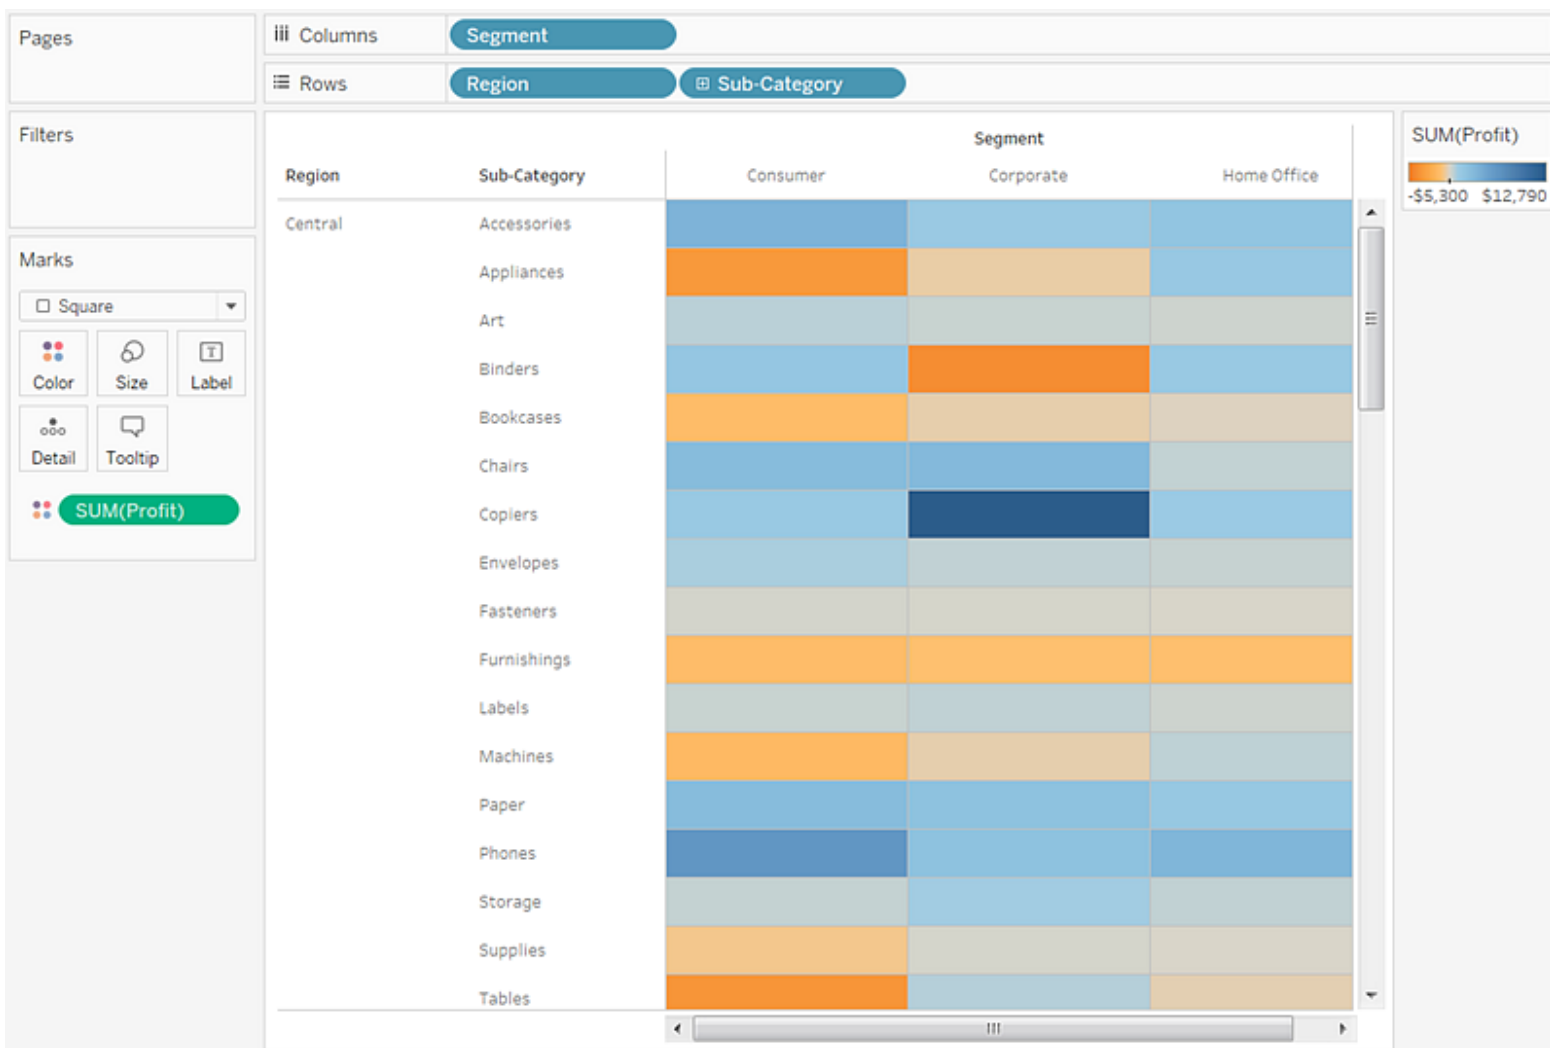 Pages
Columns Segment
Rows Region Sub-Category
Filters
Marks
Square
Color Size Label
Detail Tooltip
SUM(Profit)
Segment
Region Sub-Category Consumer Corporate Home Office
Central Accessories
Appliances
Art
Binders
Bookcases
Chairs
Copiers
Envelopes
Fasteners
Furnishings
Labels
Machines
Paper
Phones
Storage
Supplies
Tables
SUM(Profit)
-$5,300 $12,790